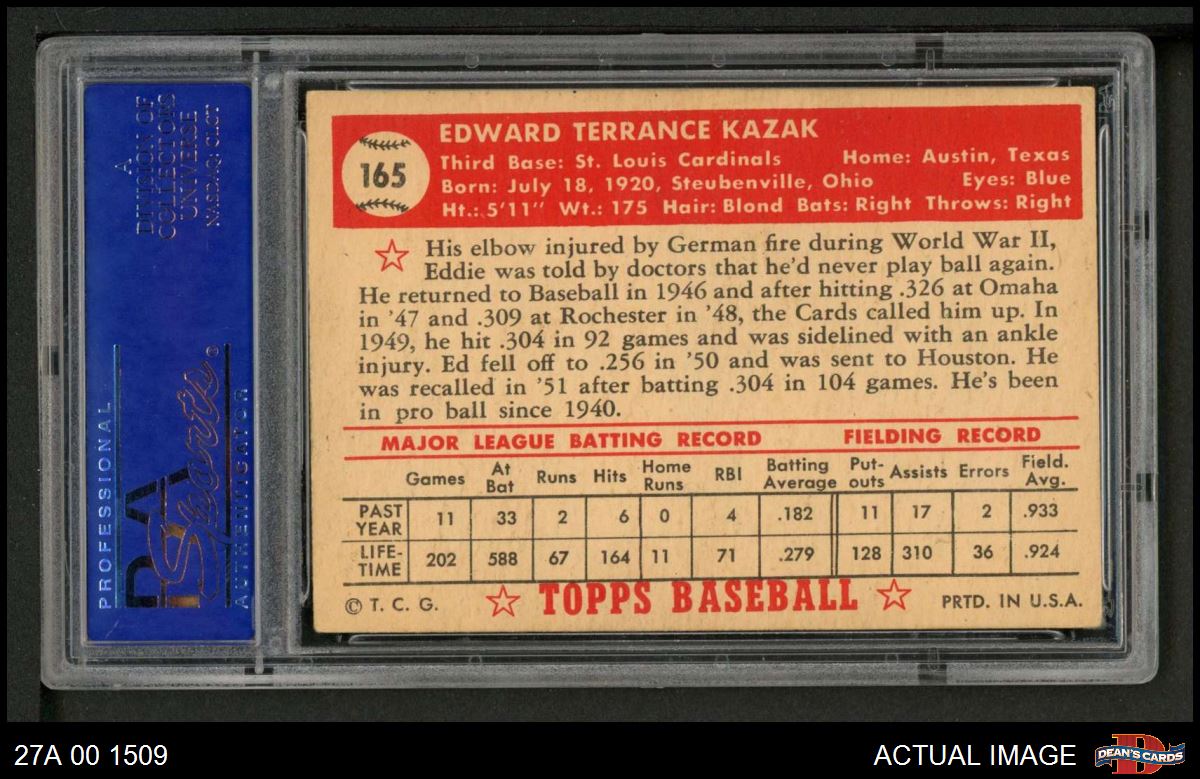 A
DIVISION OF
COLLECTORS
UNIVERSE
NASDAQ: CLCT
PROFESSIONAL
PSA
Sports®
AUTHENTICATOR
165
EDWARD TERRANCE KAZAK
Third Base: St. Louis Cardinals Home: Austin, Texas
Born: July 18, 1920, Steubenville, Ohio Eyes: Blue
Ht.: 5'11" Wt.: 175 Hair: Blond Bats: Right Throws: Right
His elbow injured by German fire during World War II,
Eddie was told by doctors that he'd never play ball again.
He returned to Baseball in 1946 and after hitting .326 at Omaha
in '47 and .309 at Rochester in '48, the Cards called him up. In
1949, he hit .304 in 92 games and was sidelined with an ankle
injury. Ed fell off to .256 in '50 and was sent to Houston. He
was recalled in '51 after batting .304 in 104 games. He's been
in pro ball since 1940.
MAJOR LEAGUE BATTING RECORD FIELDING RECORD
Games At Bat Runs Hits Home Runs RBI Batting Average Put-outs Assists Errors Field. Avg.
PAST YEAR 11 33 2 6 0 4 .182 11 17 2 .933
LIFE-TIME 202 588 67 164 11 71 .279 128 310 36 .924
© T. C. G. TOPPS BASEBALL PRTD. IN U.S.A.
27A 00 1509 ACTUAL IMAGE DEAN'S CARDS